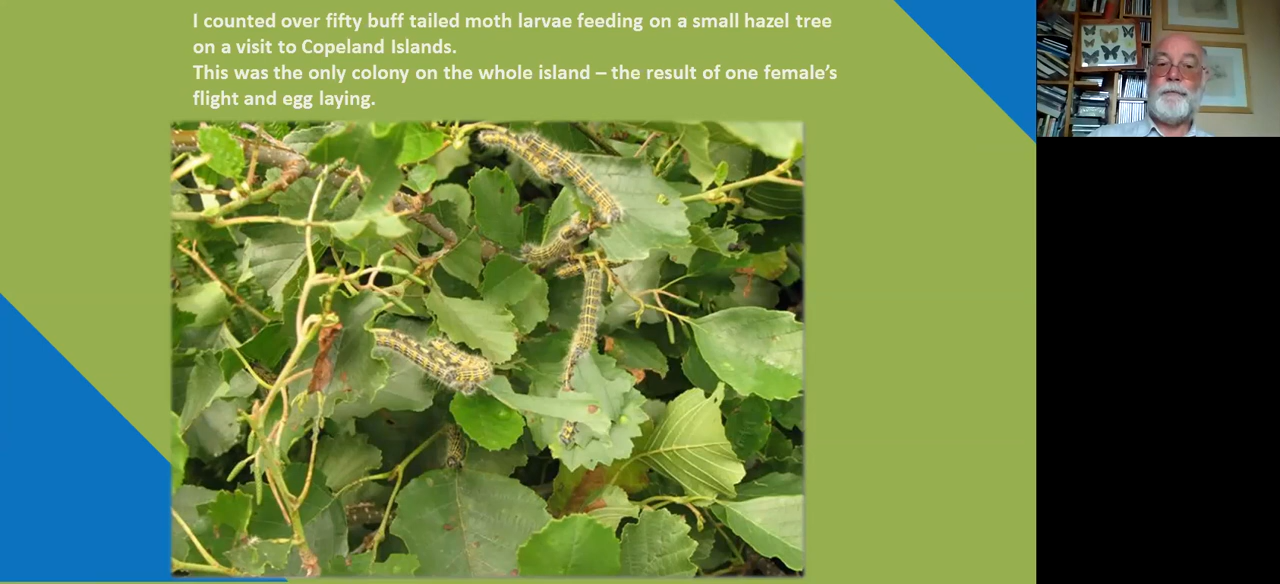 I counted over fifty buff tailed moth larvae feeding on a small hazel tree
on a visit to Copeland Islands.
This was the only colony on the whole island – the result of one female’s
flight and egg laying.